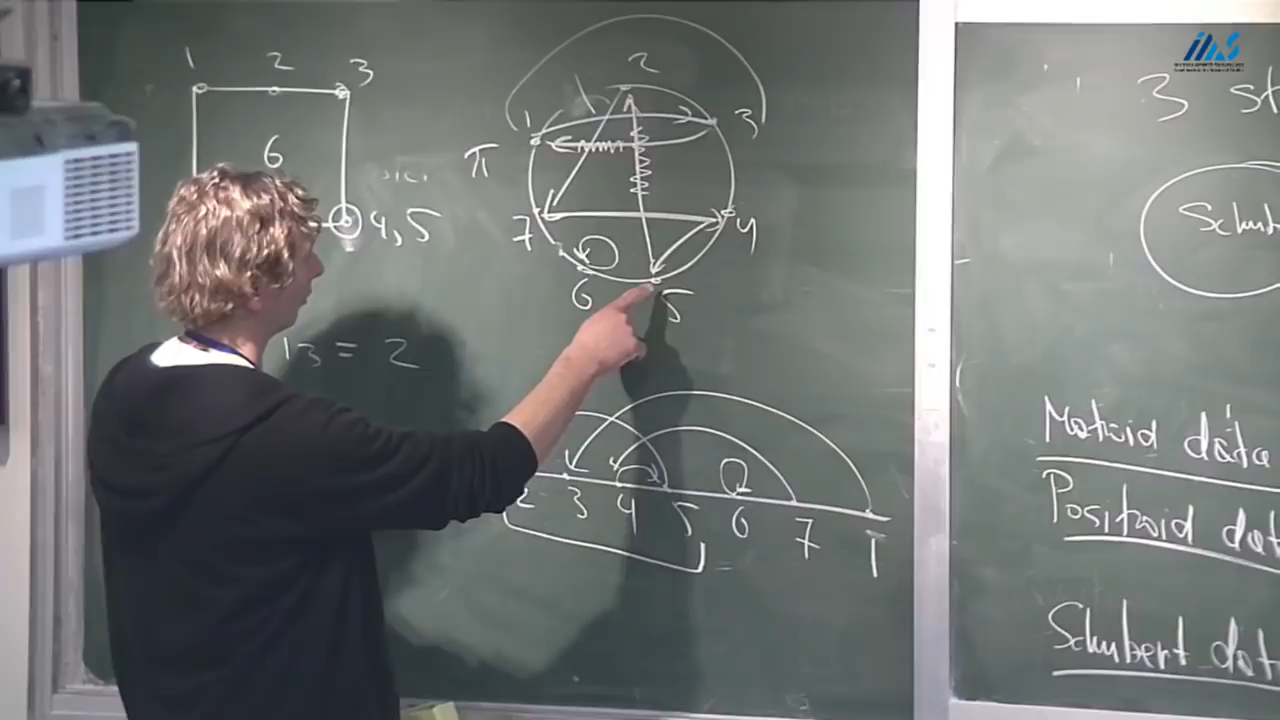 1 2 3
6
4,5
13 = 2
π
1 2 3
7 4
6 5
2 3 4 5 6 7 1
3 st
Schub
Matroid data
Positroid dat
Schubert dat